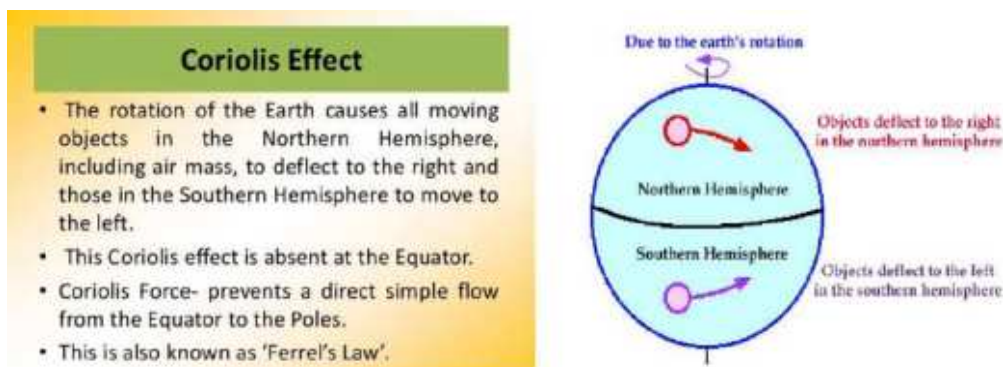 Coriolis Effect
• The rotation of the Earth causes all moving
objects in the Northern Hemisphere,
including air mass, to deflect to the right and
those in the Southern Hemisphere to move to
the left.
• This Coriolis effect is absent at the Equator.
• Coriolis Force- prevents a direct simple flow
from the Equator to the Poles.
• This is also known as ‘Ferrel’s Law’.
Due to the earth's rotation
Objects deflect to the right
in the northern hemisphere
Northern Hemisphere
Southern Hemisphere
Objects deflect to the left
in the southern hemisphere